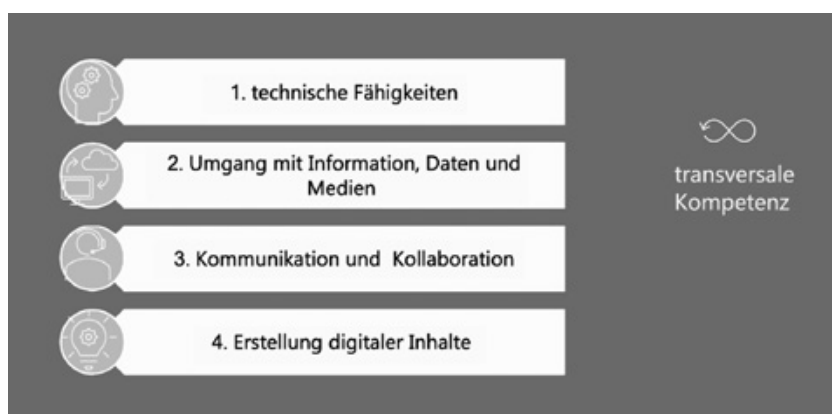 1. technische Fähigkeiten
2. Umgang mit Information, Daten und
Medien
3. Kommunikation und Kollaboration
4. Erstellung digitaler Inhalte
transversale
Kompetenz